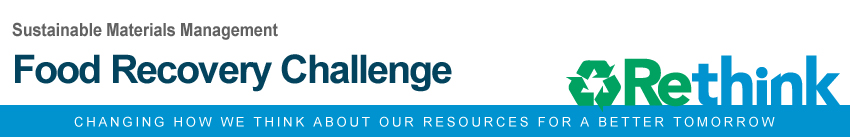 Sustainable Materials Management
Food Recovery Challenge
Rethink
CHANGING HOW WE THINK ABOUT OUR RESOURCES FOR A BETTER TOMORROW